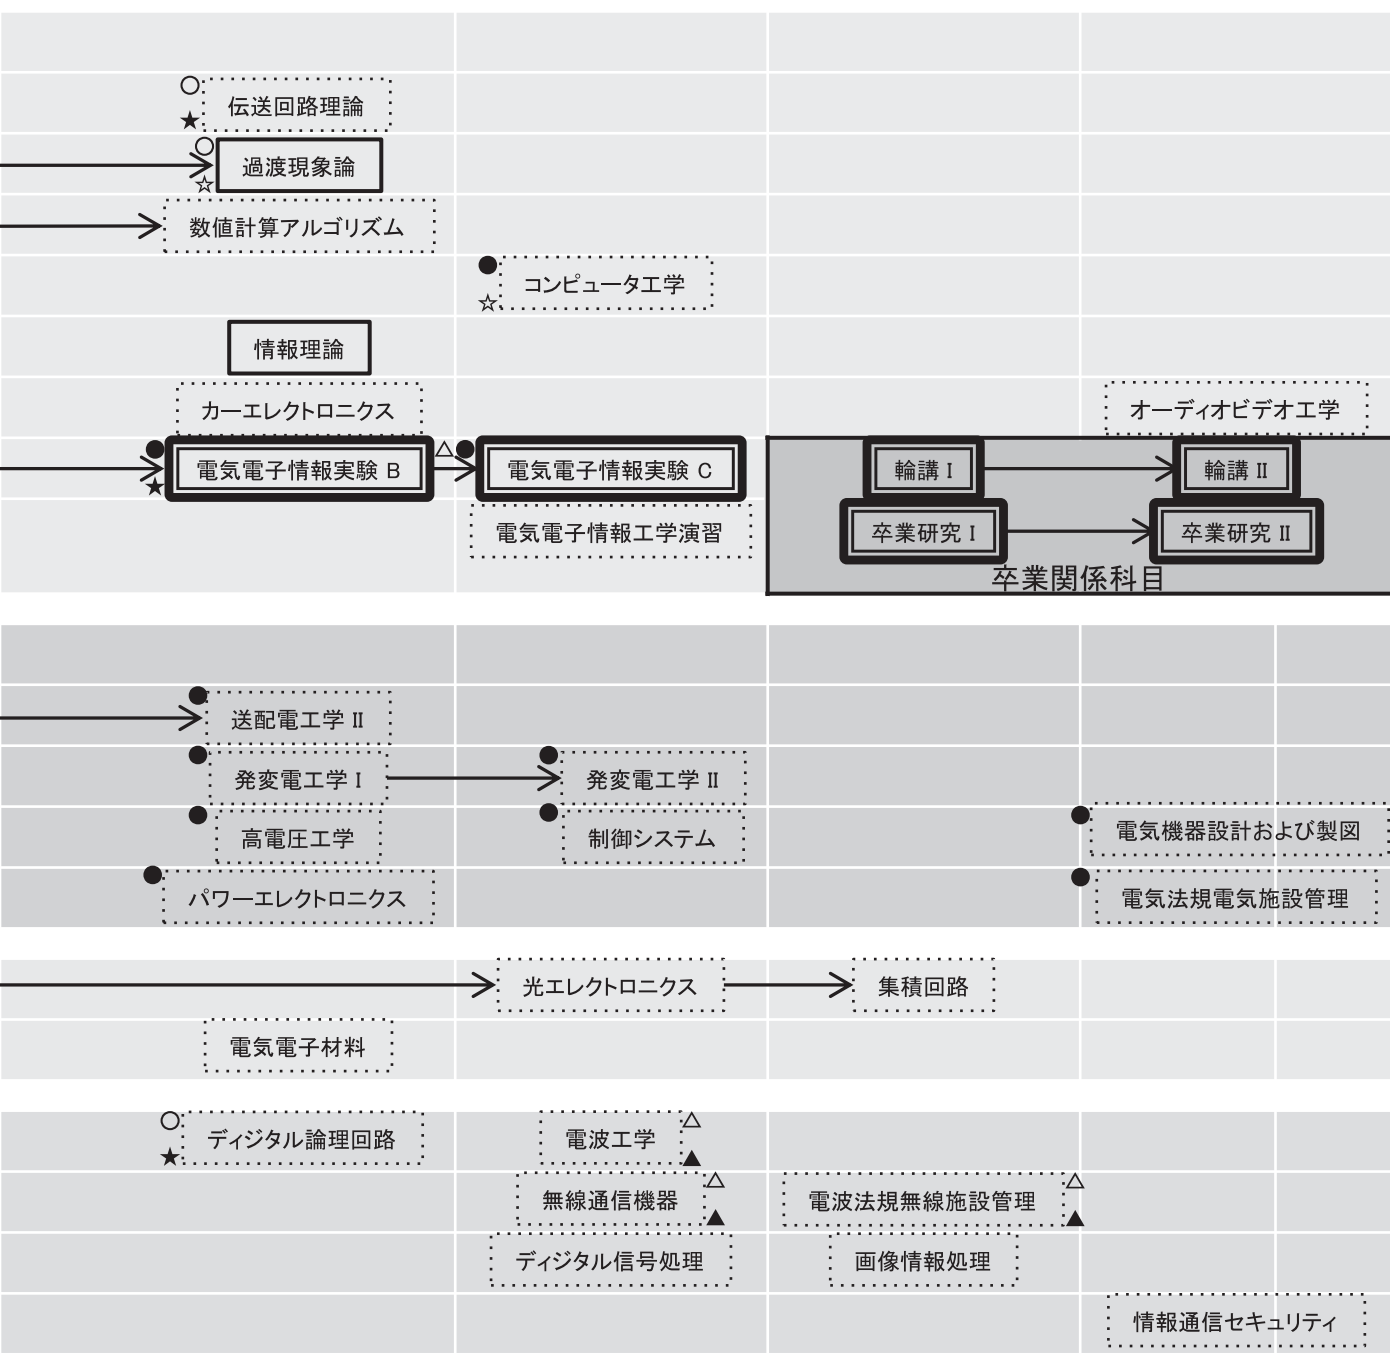 伝送回路理論
過渡現象論
数値計算アルゴリズム
コンピュータ工学
情報理論
カーエレクトロニクス
オーディオビデオ工学
電気電子情報実験 B
電気電子情報実験 C
輪講 I
輪講 II
電気電子情報工学演習
卒業研究 I
卒業研究 II
卒業関係科目
送配電工学 II
発変電工学 I
発変電工学 II
高電圧工学
制御システム
電気機器設計および製図
パワーエレクトロニクス
電気法規電気施設管理
光エレクトロニクス
集積回路
電気電子材料
ディジタル論理回路
電波工学
無線通信機器
電波法規無線施設管理
ディジタル信号処理
画像情報処理
情報通信セキュリティ